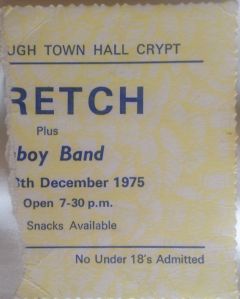 UGH TOWN HALL CRYPT
RETCH
Plus
boy Band
8th December 1975
Open 7-30 p.m.
Snacks Available
No Under 18's Admitted